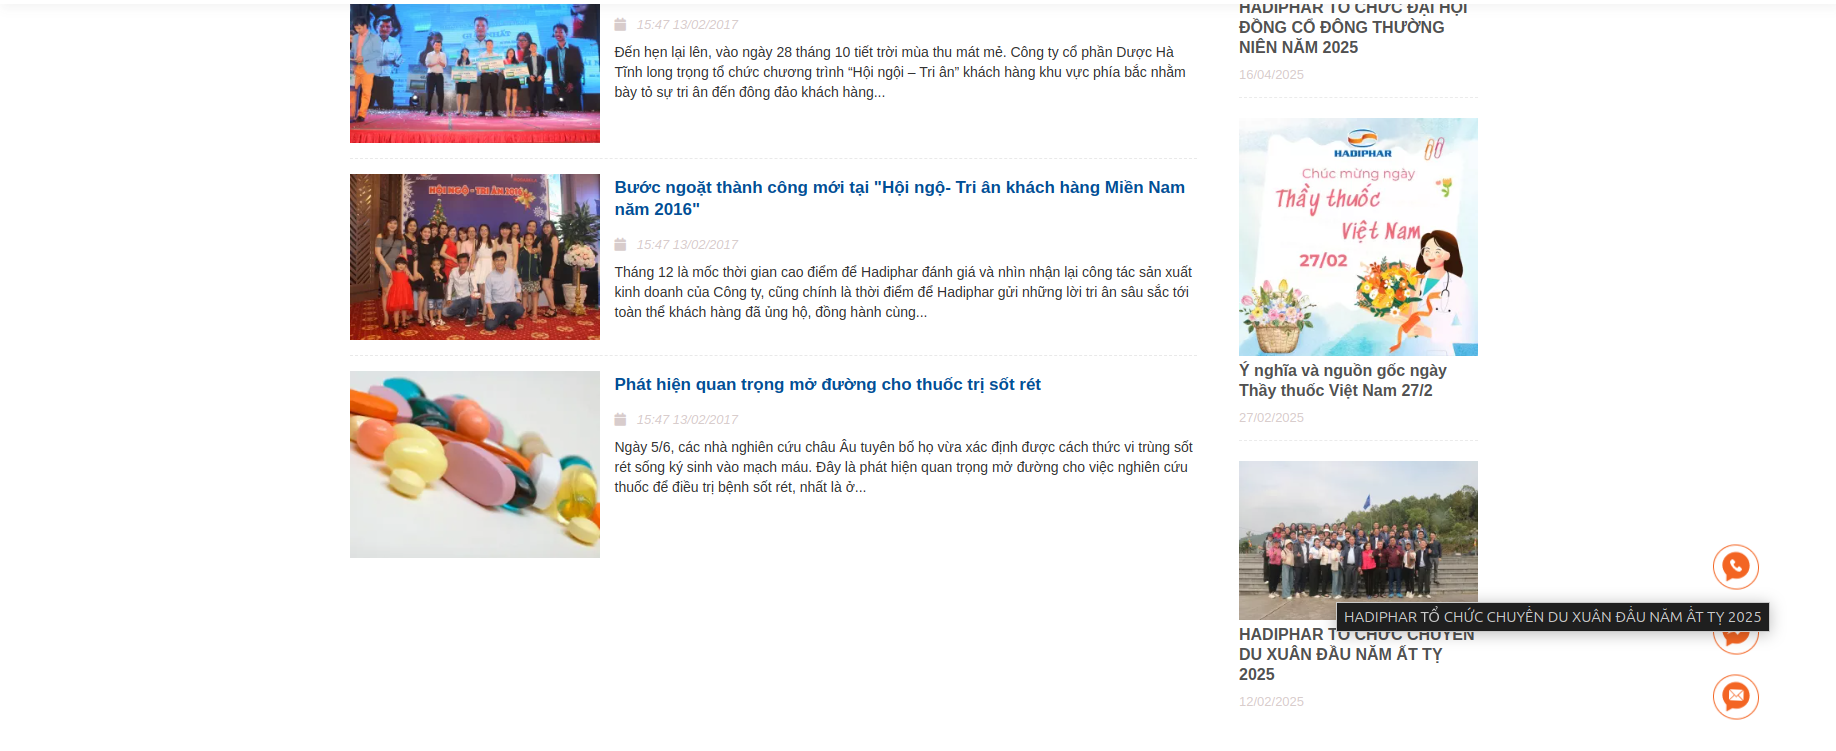 15:47 13/02/2017
Đến hẹn lại lên, vào ngày 28 tháng 10 tiết trời mùa thu mát mẻ. Công ty cổ phần Dược Hà
Tĩnh long trọng tổ chức chương trình “Hội ngội – Tri ân” khách hàng khu vực phía bắc nhằm
bày tỏ sự tri ân đến đông đảo khách hàng...
HỘI NGỘ - TRI ÂN 2016
Bước ngoặt thành công mới tại "Hội ngộ- Tri ân khách hàng Miền Nam
năm 2016"
15:47 13/02/2017
Tháng 12 là mốc thời gian cao điểm để Hadiphar đánh giá và nhìn nhận lại công tác sản xuất
kinh doanh của Công ty, cũng chính là thời điểm để Hadiphar gửi những lời tri ân sâu sắc tới
toàn thể khách hàng đã ủng hộ, đồng hành cùng...
Phát hiện quan trọng mở đường cho thuốc trị sốt rét
15:47 13/02/2017
Ngày 5/6, các nhà nghiên cứu châu Âu tuyên bố họ vừa xác định được cách thức vi trùng sốt
rét sống ký sinh vào mạch máu. Đây là phát hiện quan trọng mở đường cho việc nghiên cứu
thuốc để điều trị bệnh sốt rét, nhất là ở...
HADIPHAR TỔ CHỨC ĐẠI HỘI
ĐỒNG CỔ ĐÔNG THƯỜNG
NIÊN NĂM 2025
16/04/2025
HADIPHAR
Chúc mừng ngày
Thầy thuốc
Việt Nam
27/02
Ý nghĩa và nguồn gốc ngày
Thầy thuốc Việt Nam 27/2
27/02/2025
HADIPHAR TỔ CHỨC CHUYẾN DU XUÂN ĐẦU NĂM ẤT TỴ 2025
HADIPHAR TỔ CHỨC CHUYẾN
DU XUÂN ĐẦU NĂM ẤT TỴ
2025
12/02/2025